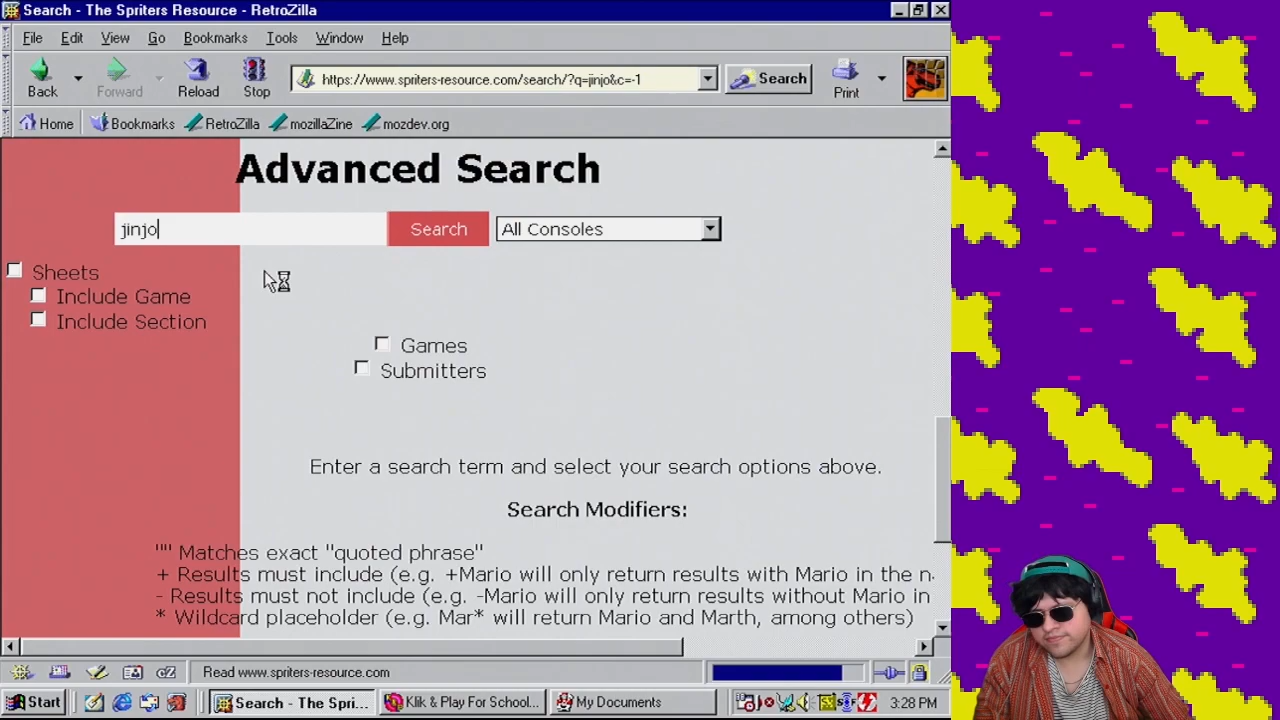 Search - The Spriters Resource - RetroZilla
File Edit View Go Bookmarks Tools Window Help
Back Forward Reload Stop https://www.spriters-resource.com/search/?q=jinjo&c=-1 Search Print
Home Bookmarks RetroZilla mozillaZine mozdev.org
Advanced Search
jinjo Search All Consoles
Sheets
Include Game
Include Section
Games
Submitters
Enter a search term and select your search options above.
Search Modifiers:
"" Matches exact "quoted phrase"
+ Results must include (e.g. +Mario will only return results with Mario in the n
- Results must not include (e.g. -Mario will only return results without Mario in
* Wildcard placeholder (e.g. Mar* will return Mario and Marth, among others)
Read www.spriters-resource.com
Start Search - The Spri... Klik & Play For School... My Documents 3:28 PM